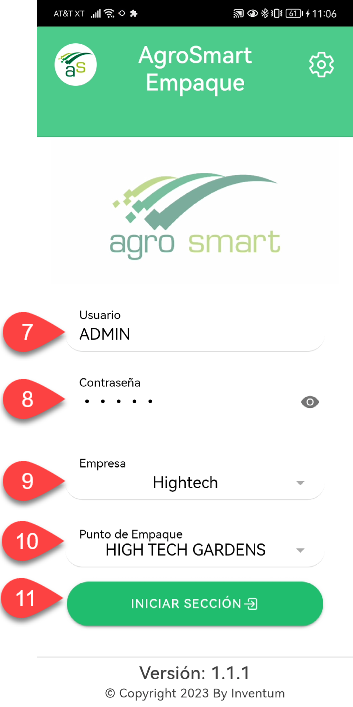 AT&T XT 61 11:06
as
AgroSmart
Empaque
agro smart
Usuario
7 ADMIN
Contraseña
8 • • • • •
Empresa
9 Hightech
Punto de Empaque
10 HIGH TECH GARDENS
11 INICIAR SECCIÓN
Versión: 1.1.1
© Copyright 2023 By Inventum